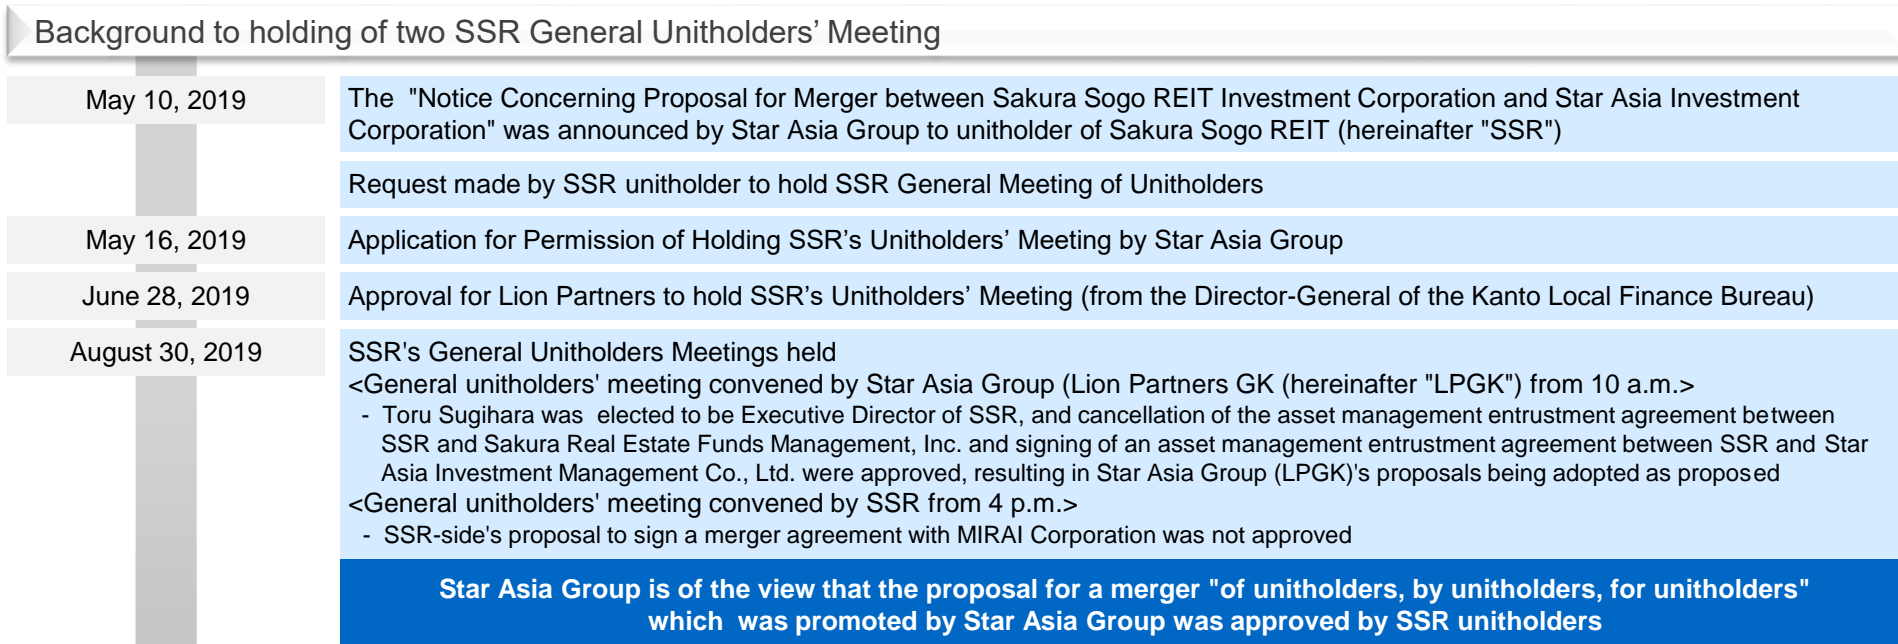 Background to holding of two SSR General Unitholders’ Meeting
May 10, 2019
The "Notice Concerning Proposal for Merger between Sakura Sogo REIT Investment Corporation and Star Asia Investment
Corporation" was announced by Star Asia Group to unitholder of Sakura Sogo REIT (hereinafter "SSR")
Request made by SSR unitholder to hold SSR General Meeting of Unitholders
May 16, 2019
Application for Permission of Holding SSR’s Unitholders’ Meeting by Star Asia Group
June 28, 2019
Approval for Lion Partners to hold SSR’s Unitholders’ Meeting (from the Director-General of the Kanto Local Finance Bureau)
August 30, 2019
SSR's General Unitholders Meetings held
<General unitholders' meeting convened by Star Asia Group (Lion Partners GK (hereinafter "LPGK") from 10 a.m.>
- Toru Sugihara was elected to be Executive Director of SSR, and cancellation of the asset management entrustment agreement between
SSR and Sakura Real Estate Funds Management, Inc. and signing of an asset management entrustment agreement between SSR and Star
Asia Investment Management Co., Ltd. were approved, resulting in Star Asia Group (LPGK)'s proposals being adopted as proposed
<General unitholders' meeting convened by SSR from 4 p.m.>
- SSR-side's proposal to sign a merger agreement with MIRAI Corporation was not approved
Star Asia Group is of the view that the proposal for a merger "of unitholders, by unitholders, for unitholders"
which was promoted by Star Asia Group was approved by SSR unitholders